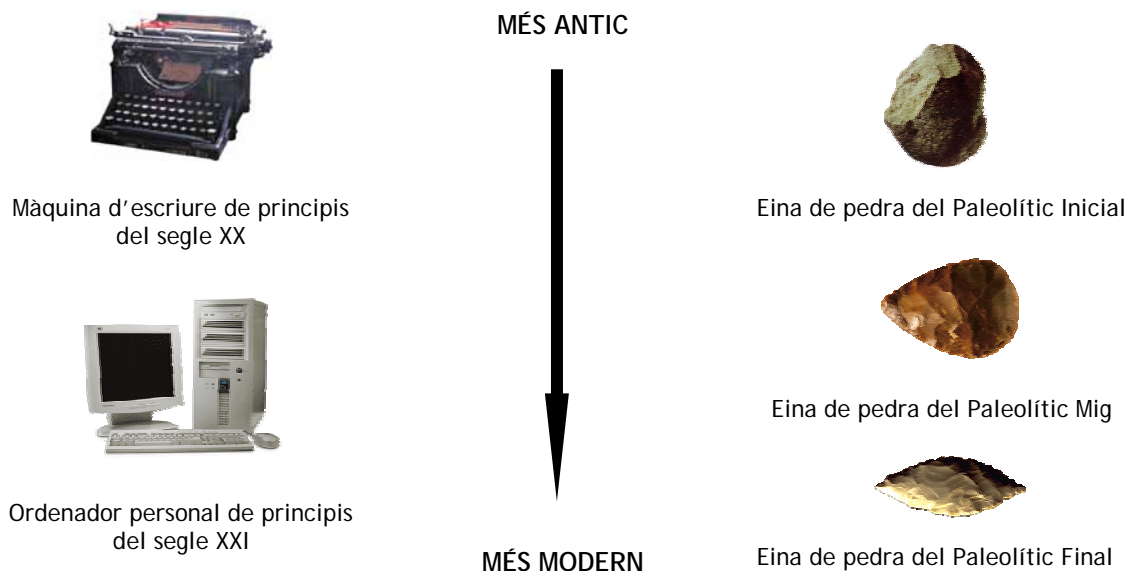 MÉS ANTIC
Màquina d'escriure de principis
del segle XX
Eina de pedra del Paleolític Inicial
Eina de pedra del Paleolític Mig
Ordenador personal de principis
del segle XXI
MÉS MODERN
Eina de pedra del Paleolític Final